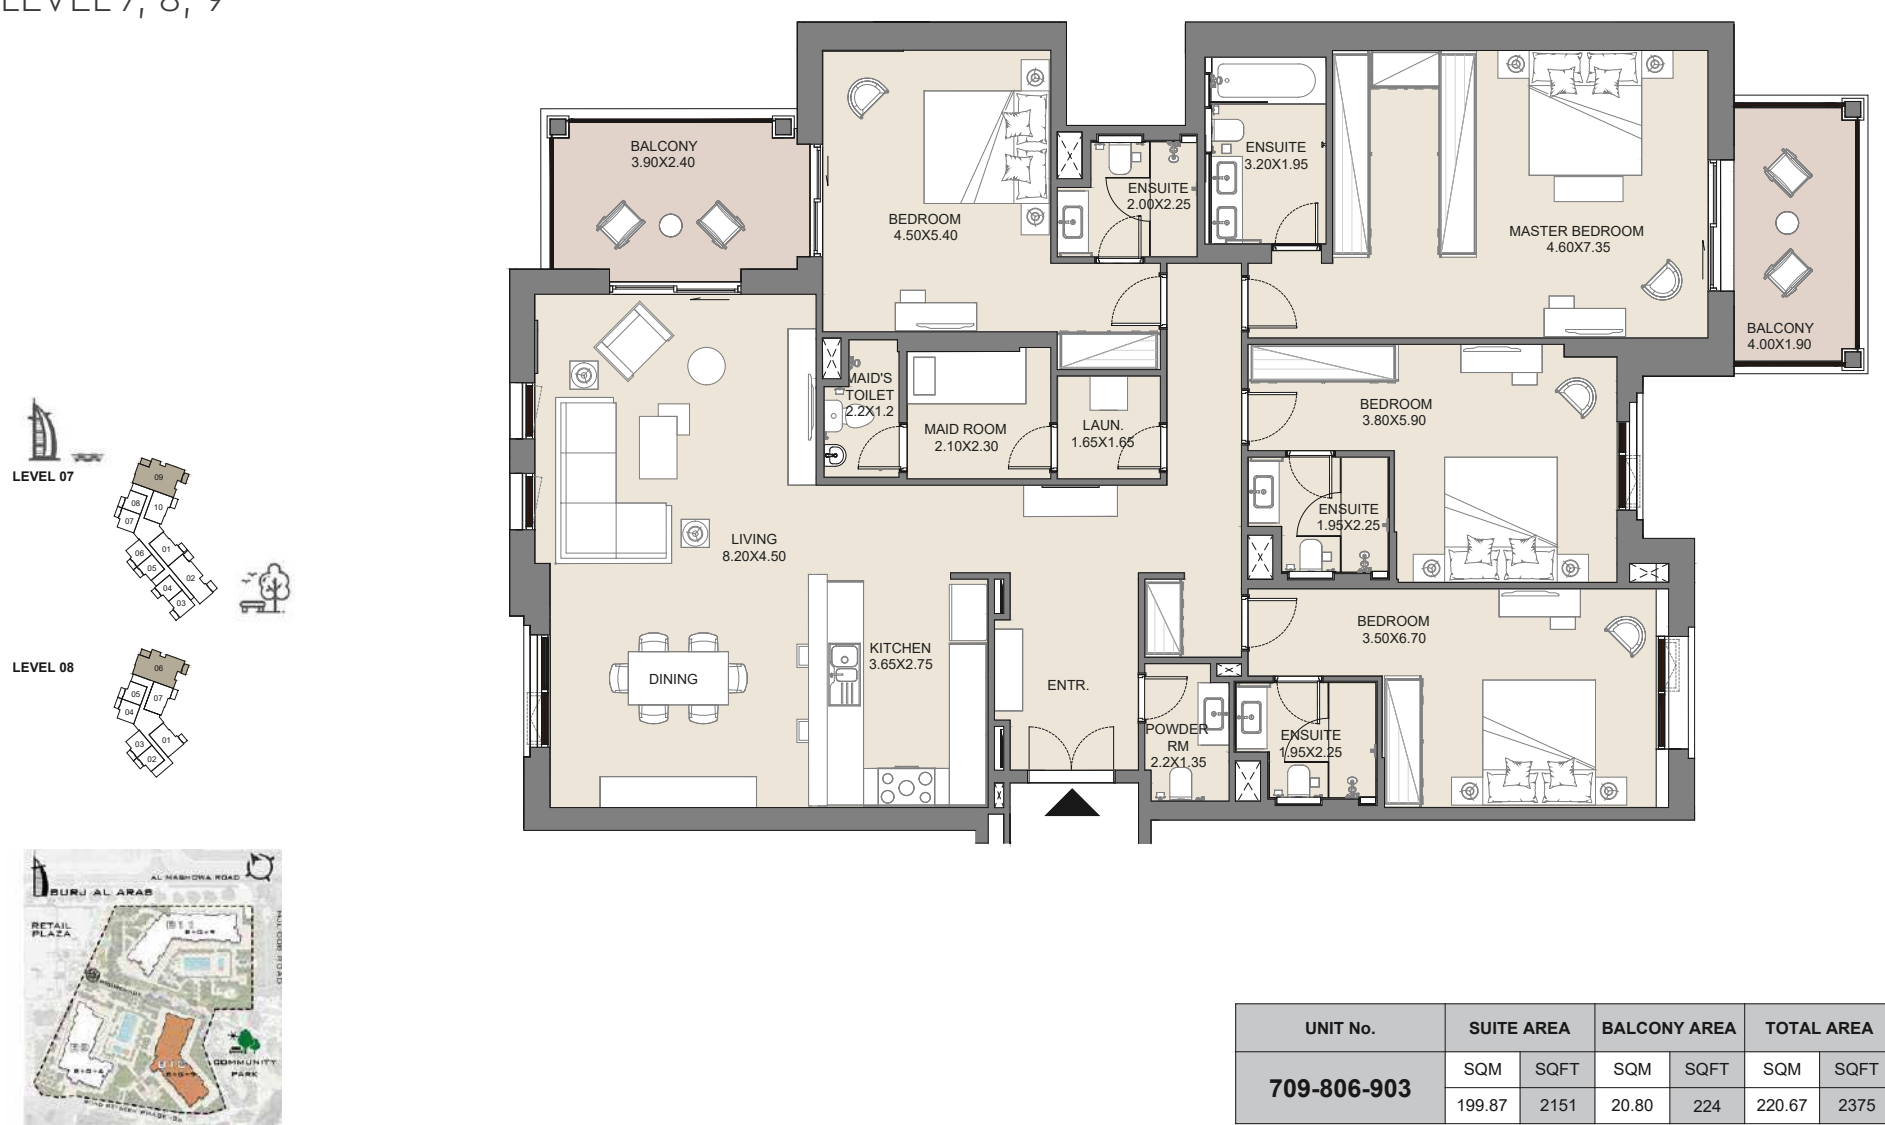 LEVEL 7, 8, 9
BALCONY
3.90X2.40
BEDROOM
4.50X5.40
ENSUITE
2.00X2.25
ENSUITE
3.20X1.95
MASTER BEDROOM
4.60X7.35
BALCONY
4.00X1.90
MAID'S
TOILET
2.2X1.2
MAID ROOM
2.10X2.30
LAUN.
1.65X1.65
BEDROOM
3.80X5.90
ENSUITE
1.95X2.25
LIVING
8.20X4.50
KITCHEN
3.65X2.75
DINING
ENTR.
BEDROOM
3.50X6.70
POWDER
RM
2.2X1.35
ENSUITE
1.95X2.25
LEVEL 07
09
08
10
07
06
01
05
02
04
03
LEVEL 08
06
05
07
04
03
01
02
AL MASHOWA ROAD
BURJ AL ARAB
RETAIL
PLAZA
COMMUNITY
PARK
UNIT No. SUITE AREA BALCONY AREA TOTAL AREA
SQM SQFT SQM SQFT SQM SQFT
709-806-903 199.87 2151 20.80 224 220.67 2375